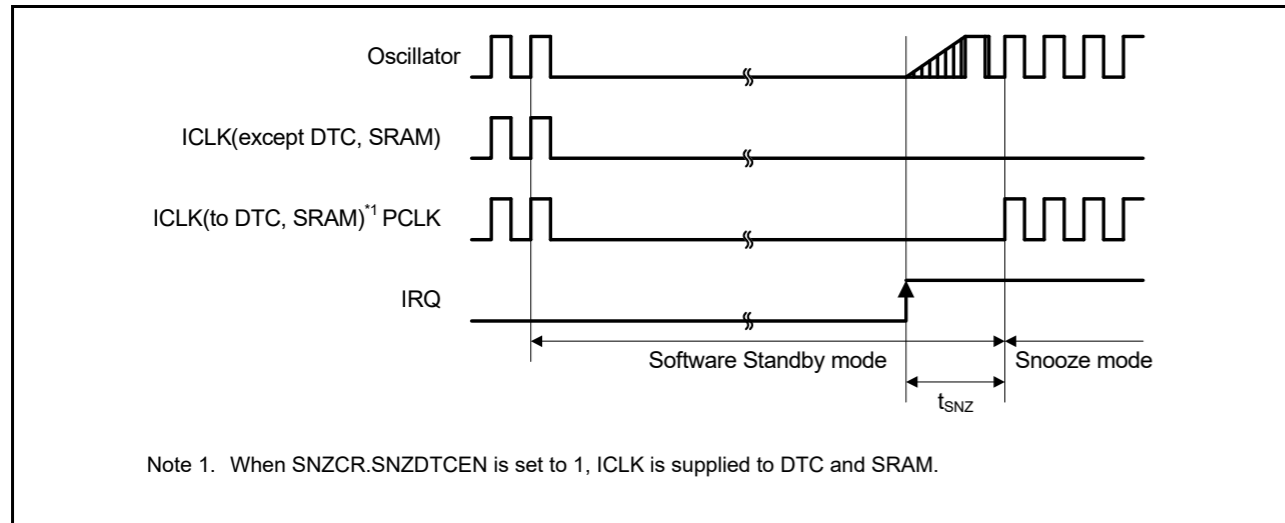 Oscillator
ICLK(except DTC, SRAM)
ICLK(to DTC, SRAM)*1 PCLK
IRQ
Software Standby mode Snooze mode
tSNZ
Note 1. When SNZCR.SNZDTCEN is set to 1, ICLK is supplied to DTC and SRAM.